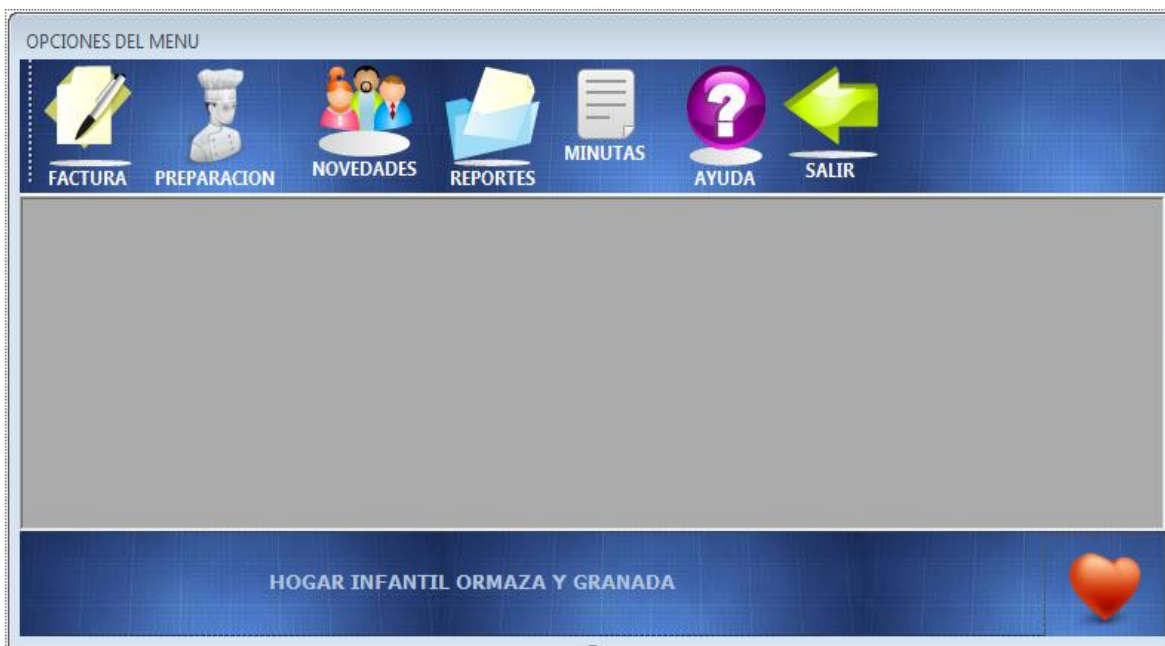 OPCIONES DEL MENU
FACTURA
PREPARACION
NOVEDADES
REPORTES
MINUTAS
AYUDA
SALIR
HOGAR INFANTIL ORMAZA Y GRANADA